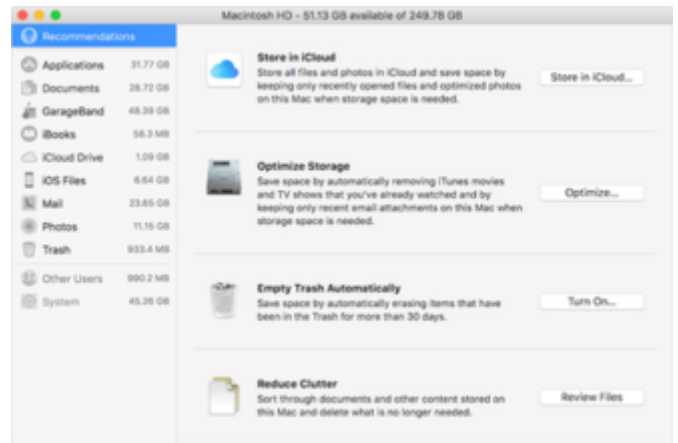 Macintosh HD - 51.13 GB available of 249.78 GB
Recommendations
Applications 31.77 GB
Documents 28.72 GB
GarageBand 48.39 GB
iBooks 58.3 MB
iCloud Drive 1.09 GB
iOS Files 6.64 GB
Mail 23.65 GB
Photos 11.15 GB
Trash 933.4 MB
Other Users 990.2 MB
System 45.26 GB
Store in iCloud
Store all files and photos in iCloud and save space by
keeping only recently opened files and optimized photos
on this Mac when storage space is needed.
Store in iCloud...
Optimize Storage
Save space by automatically removing iTunes movies
and TV shows that you've already watched and by
keeping only recent email attachments on this Mac when
storage space is needed.
Optimize...
Empty Trash Automatically
Save space by automatically erasing items that have
been in the Trash for more than 30 days.
Turn On...
Reduce Clutter
Sort through documents and other content stored on
this Mac and delete what is no longer needed.
Review Files